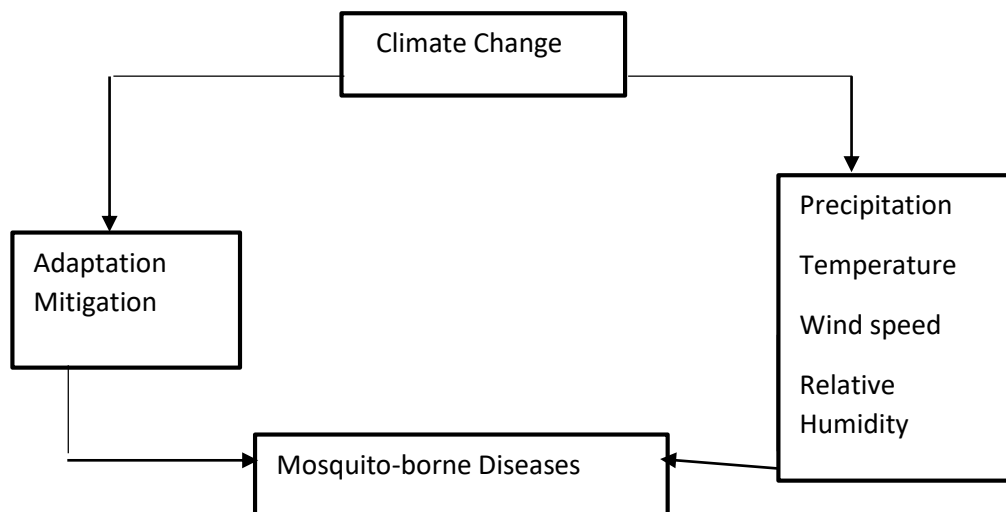 Climate Change
Adaptation
Mitigation
Precipitation
Temperature
Wind speed
Relative
Humidity
Mosquito-borne Diseases